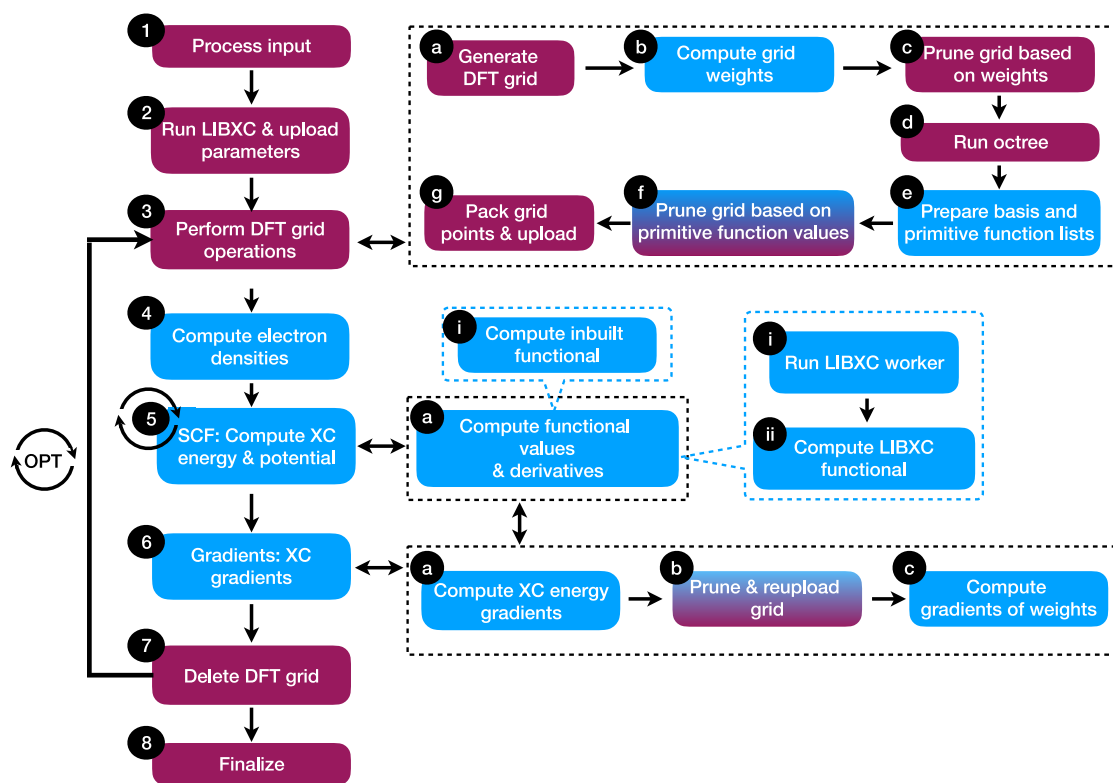 1
Process input
2
Run LIBXC & upload
parameters
3
Perform DFT grid
operations
4
Compute electron
densities
5
SCF: Compute XC
energy & potential
OPT
6
Gradients: XC
gradients
7
Delete DFT grid
8
Finalize
a
Generate
DFT grid
b
Compute grid
weights
c
Prune grid based
on weights
d
Run octree
e
Prepare basis and
primitive function lists
f
Prune grid based on
primitive function values
g
Pack grid
points & upload
i
Compute inbuilt
functional
a
Compute functional
values
& derivatives
i
Run LIBXC worker
ii
Compute LIBXC
functional
a
Compute XC energy
gradients
b
Prune & reupload
grid
c
Compute
gradients of weights